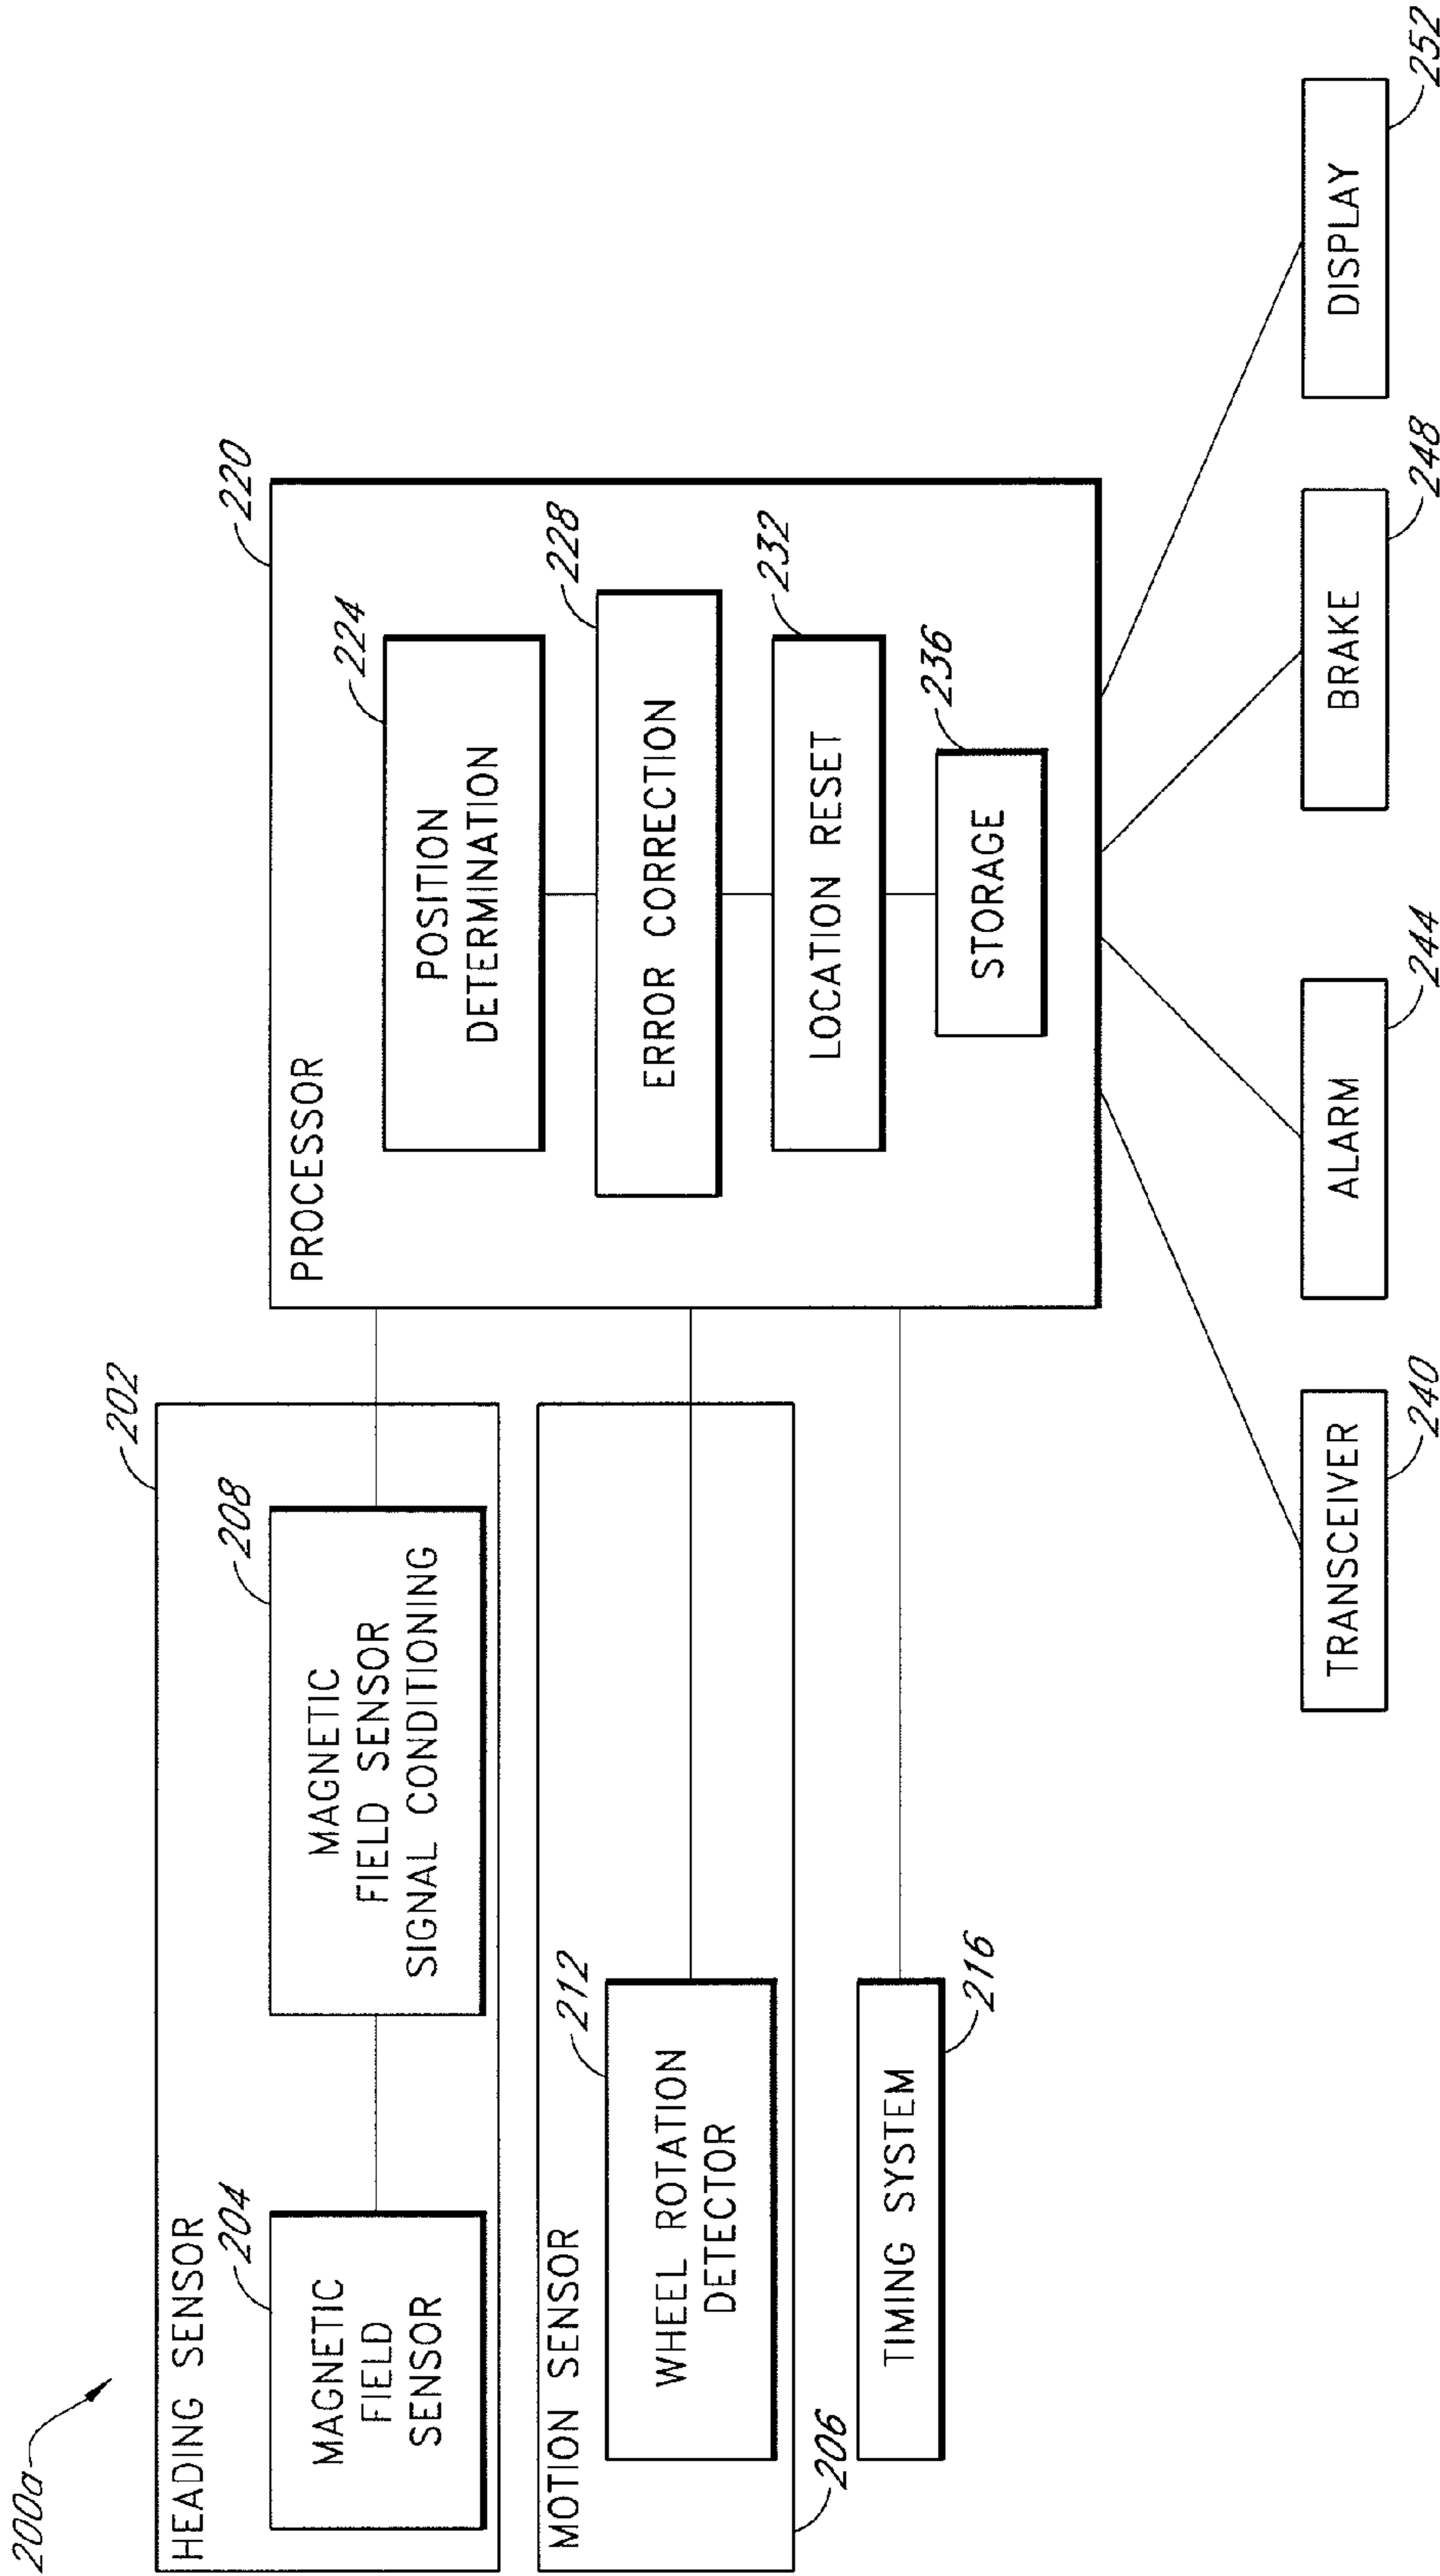 200a
HEADING SENSOR
202
204
MAGNETIC
FIELD
SENSOR
208
MAGNETIC
FIELD SENSOR
SIGNAL CONDITIONING
MOTION SENSOR
206
212
WHEEL ROTATION
DETECTOR
TIMING SYSTEM
216
PROCESSOR
220
224
POSITION
DETERMINATION
228
ERROR CORRECTION
232
LOCATION RESET
236
STORAGE
TRANSCEIVER
240
ALARM
244
BRAKE
248
DISPLAY
252